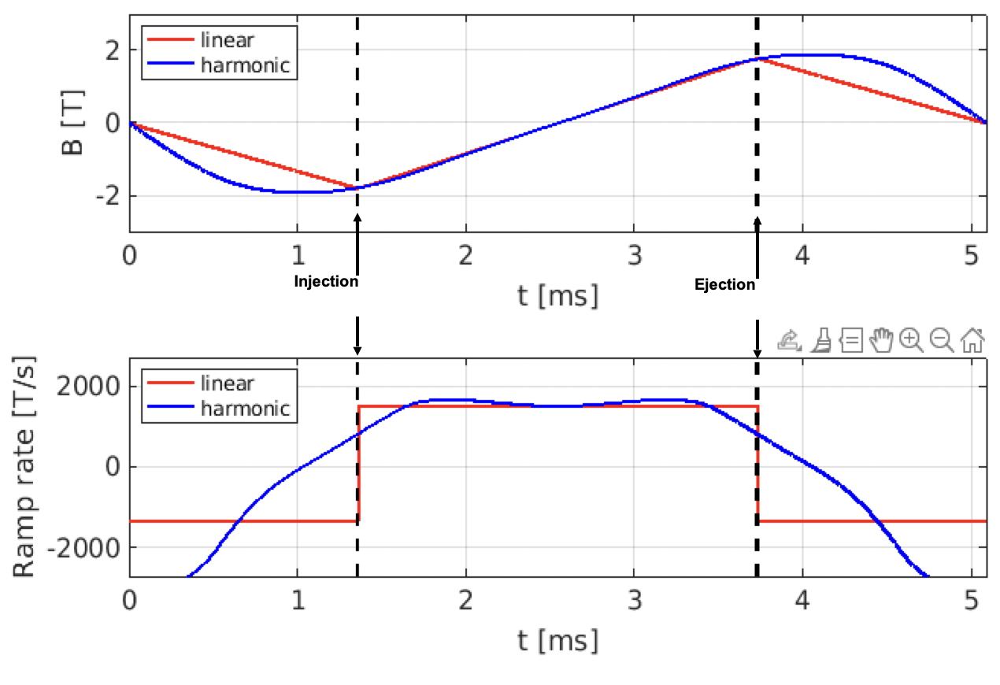 B [T]
linear
harmonic
2
0
-2
0 1 2 3 4 5
Injection
Ejection
t [ms]
Ramp rate [T/s]
linear
harmonic
2000
0
-2000
0 1 2 3 4 5
t [ms]